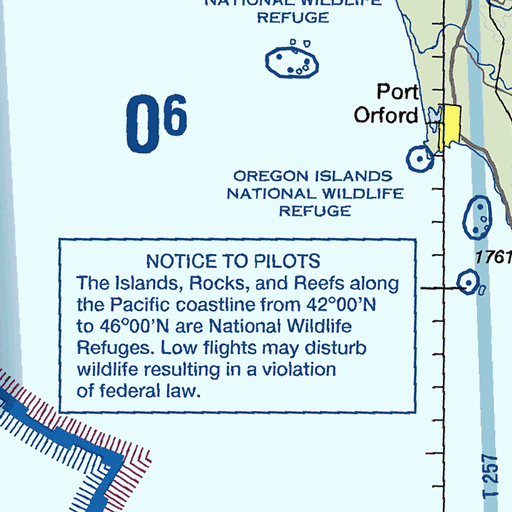 NATIONAL WILDLIFE
REFUGE
Port
Orford
0⁶
OREGON ISLANDS
NATIONAL WILDLIFE
REFUGE
NOTICE TO PILOTS
The Islands, Rocks, and Reefs along
the Pacific coastline from 42°00'N
to 46°00'N are National Wildlife
Refuges. Low flights may disturb
wildlife resulting in a violation
of federal law.
1761
T 257